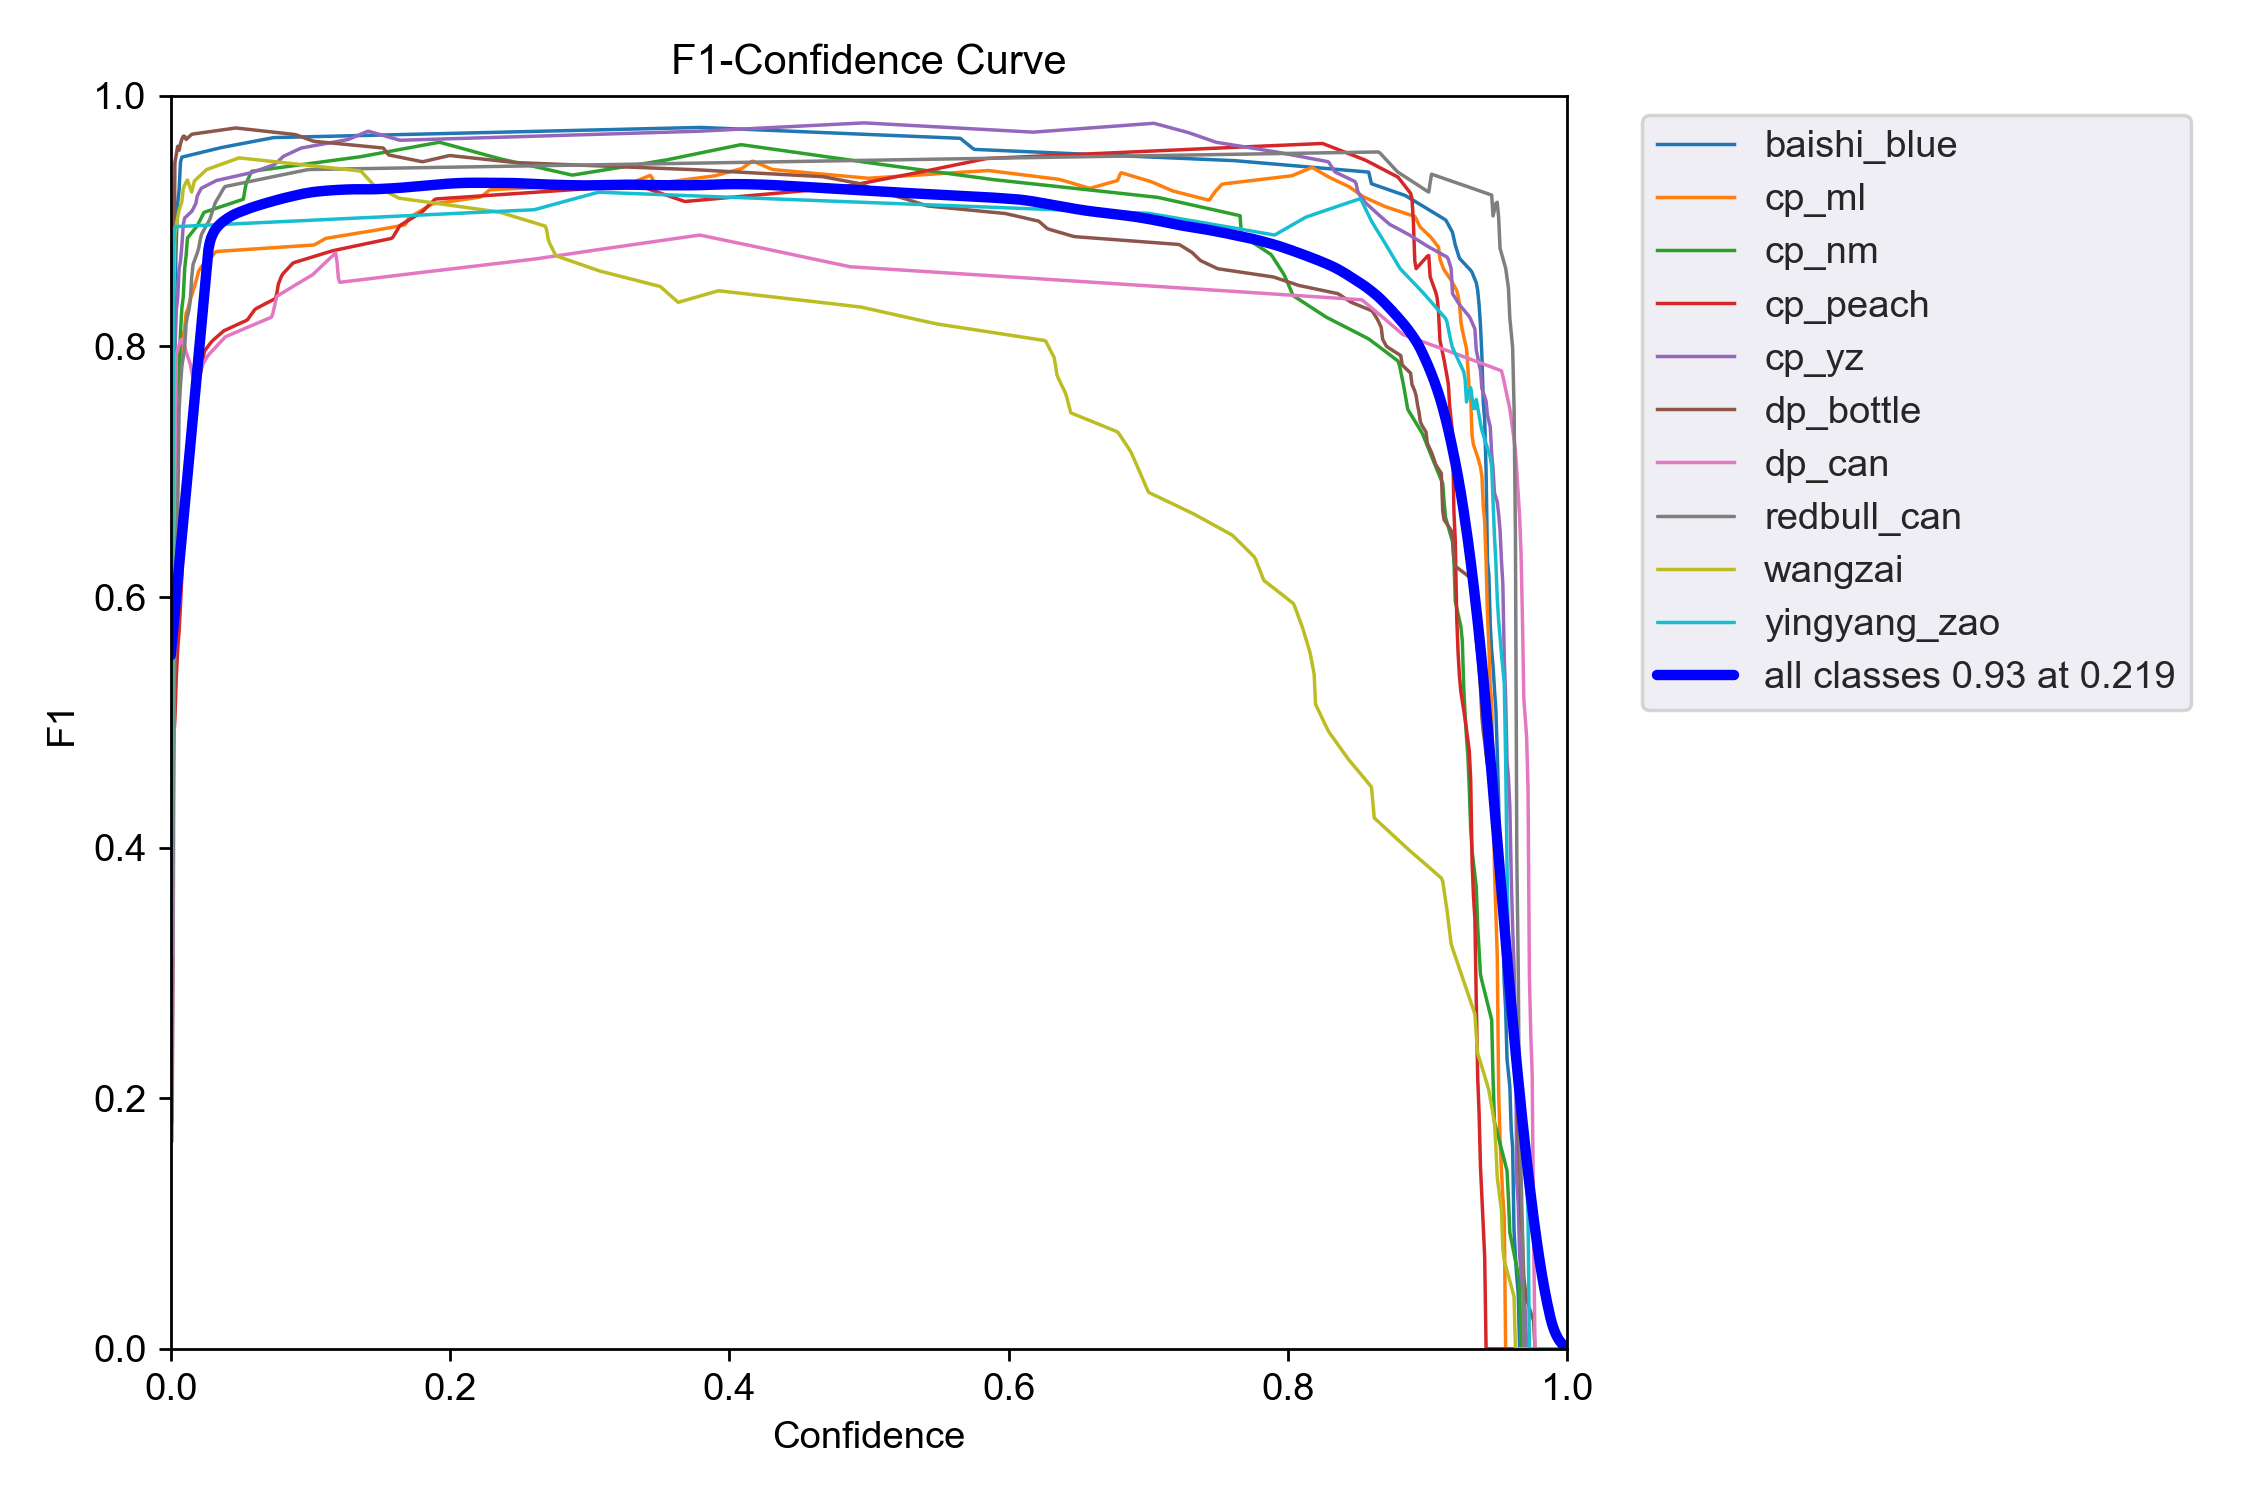 F1-Confidence Curve
1.0
0.8
0.6
0.4
0.2
0.0
F1
0.0 0.2 0.4 0.6 0.8 1.0
Confidence
baishi_blue
cp_ml
cp_nm
cp_peach
cp_yz
dp_bottle
dp_can
redbull_can
wangzai
yingyang_zao
all classes 0.93 at 0.219